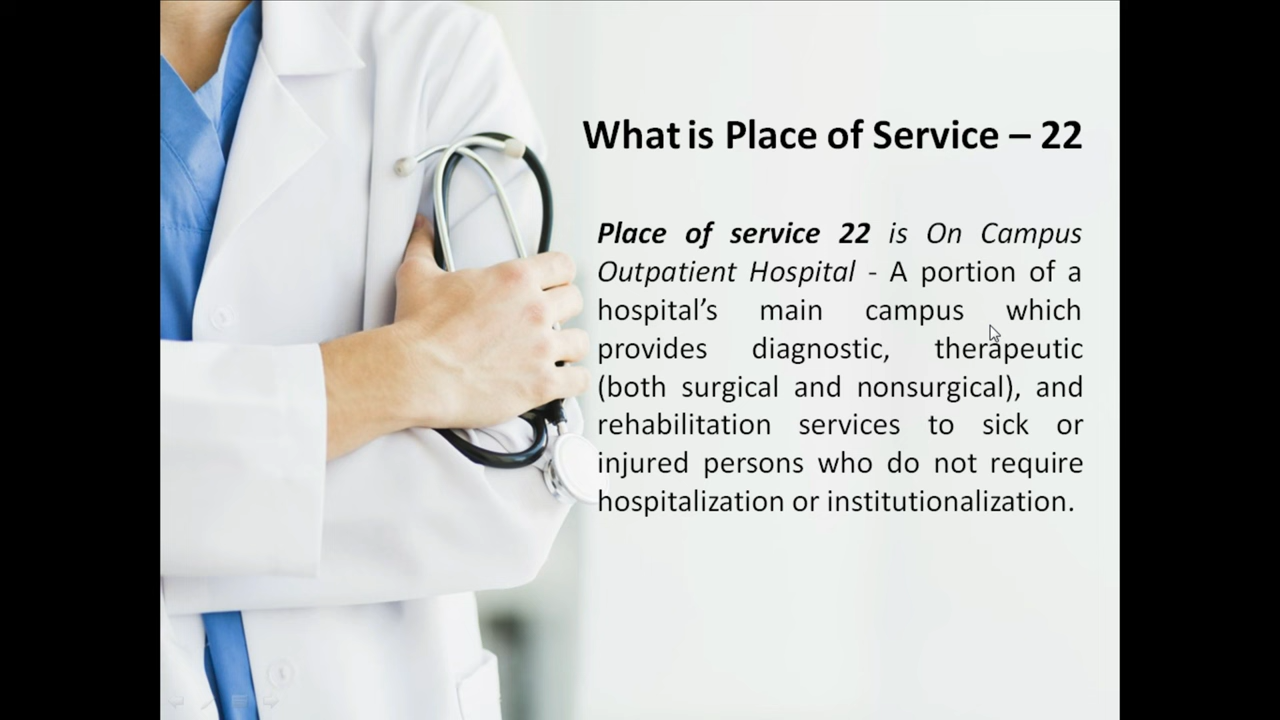 What is Place of Service – 22
Place of service 22 is On Campus
Outpatient Hospital - A portion of a
hospital’s main campus which
provides diagnostic, therapeutic
(both surgical and nonsurgical), and
rehabilitation services to sick or
injured persons who do not require
hospitalization or institutionalization.